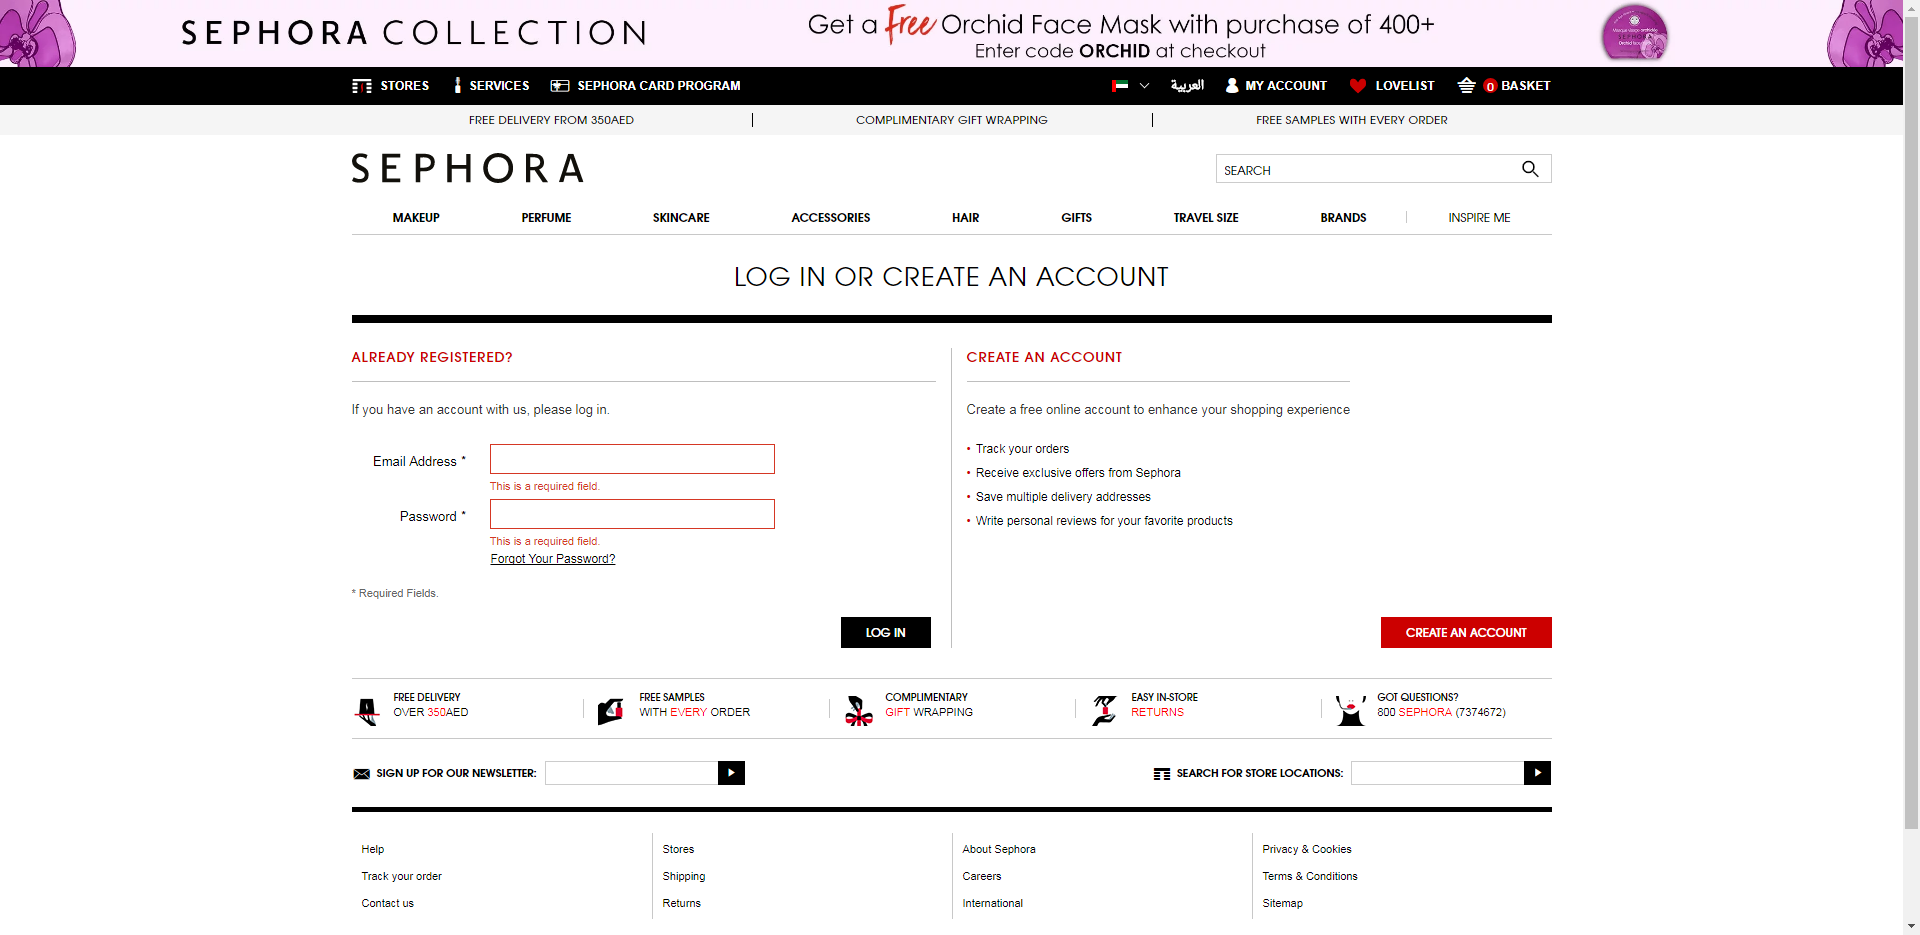 SEPHORA COLLECTION
Get a Free Orchid Face Mask with purchase of 400+
Enter code ORCHID at checkout
STORES SERVICES SEPHORA CARD PROGRAM
العربية MY ACCOUNT LOVELIST 0 BASKET
FREE DELIVERY FROM 350AED
COMPLIMENTARY GIFT WRAPPING
FREE SAMPLES WITH EVERY ORDER
SEPHORA
SEARCH
MAKEUP PERFUME SKINCARE ACCESSORIES HAIR GIFTS TRAVEL SIZE BRANDS INSPIRE ME
LOG IN OR CREATE AN ACCOUNT
ALREADY REGISTERED?
If you have an account with us, please log in.
Email Address *
This is a required field.
Password *
This is a required field.
Forgot Your Password?
* Required Fields.
LOG IN
CREATE AN ACCOUNT
Create a free online account to enhance your shopping experience
• Track your orders
• Receive exclusive offers from Sephora
• Save multiple delivery addresses
• Write personal reviews for your favorite products
CREATE AN ACCOUNT
FREE DELIVERY
OVER 350AED
FREE SAMPLES
WITH EVERY ORDER
COMPLIMENTARY
GIFT WRAPPING
EASY IN-STORE
RETURNS
GOT QUESTIONS?
800 SEPHORA (7374672)
SIGN UP FOR OUR NEWSLETTER:
SEARCH FOR STORE LOCATIONS:
Help
Track your order
Contact us
Stores
Shipping
Returns
About Sephora
Careers
International
Privacy & Cookies
Terms & Conditions
Sitemap